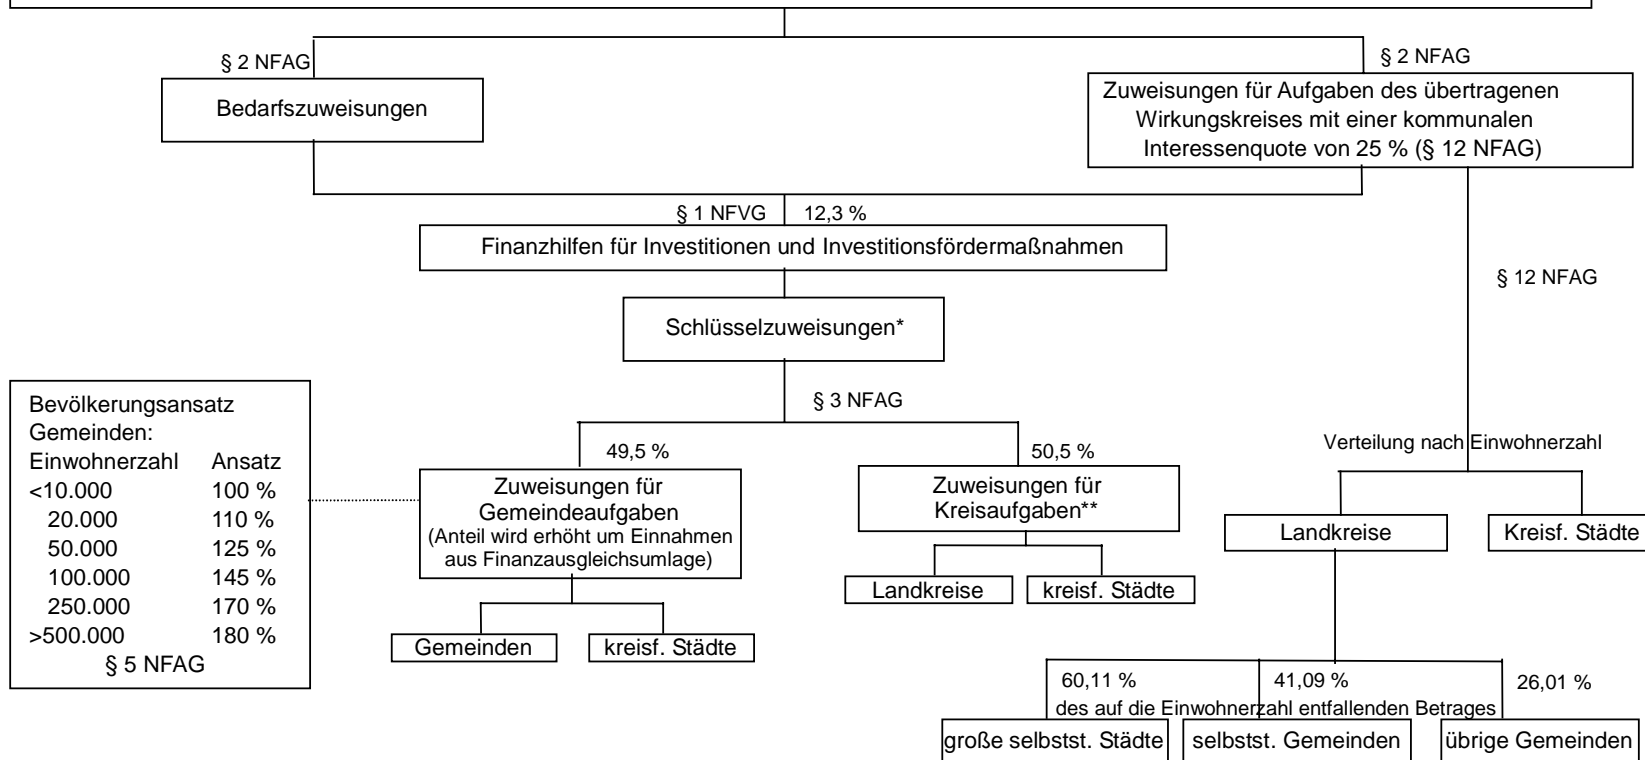 § 2 NFAG
§ 2 NFAG
Bedarfszuweisungen
Zuweisungen für Aufgaben des übertragenen
Wirkungskreises mit einer kommunalen
Interessenquote von 25 % (§ 12 NFAG)
§ 1 NFVG 12,3 %
Finanzhilfen für Investitionen und Investitionsfördermaßnahmen
§ 12 NFAG
Schlüsselzuweisungen*
§ 3 NFAG
Bevölkerungsansatz
Gemeinden:
Einwohnerzahl Ansatz
<10.000 100 %
20.000 110 %
50.000 125 %
100.000 145 %
250.000 170 %
>500.000 180 %
§ 5 NFAG
49,5 %
Zuweisungen für
Gemeindeaufgaben
(Anteil wird erhöht um Einnahmen
aus Finanzausgleichsumlage)
Gemeinden
kreisf. Städte
50,5 %
Zuweisungen für
Kreisaufgaben**
Landkreise
kreisf. Städte
Verteilung nach Einwohnerzahl
Landkreise
Kreisf. Städte
60,11 % 41,09 % 26,01 %
des auf die Einwohnerzahl entfallenden Betrages
große selbstst. Städte
selbstst. Gemeinden
übrige Gemeinden